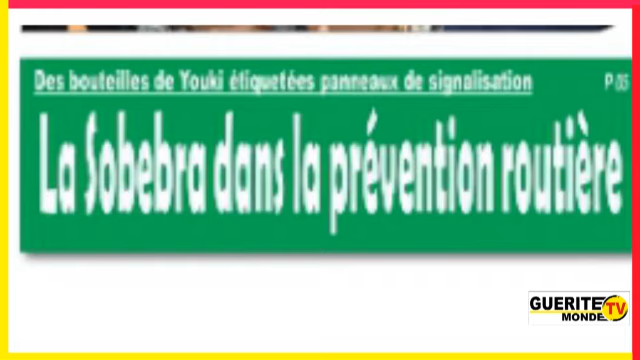 Des bouteilles de Youki étiquetées panneaux de signalisation
P 05
La Sobebra dans la prévention routière
GUERITE TV
MONDE